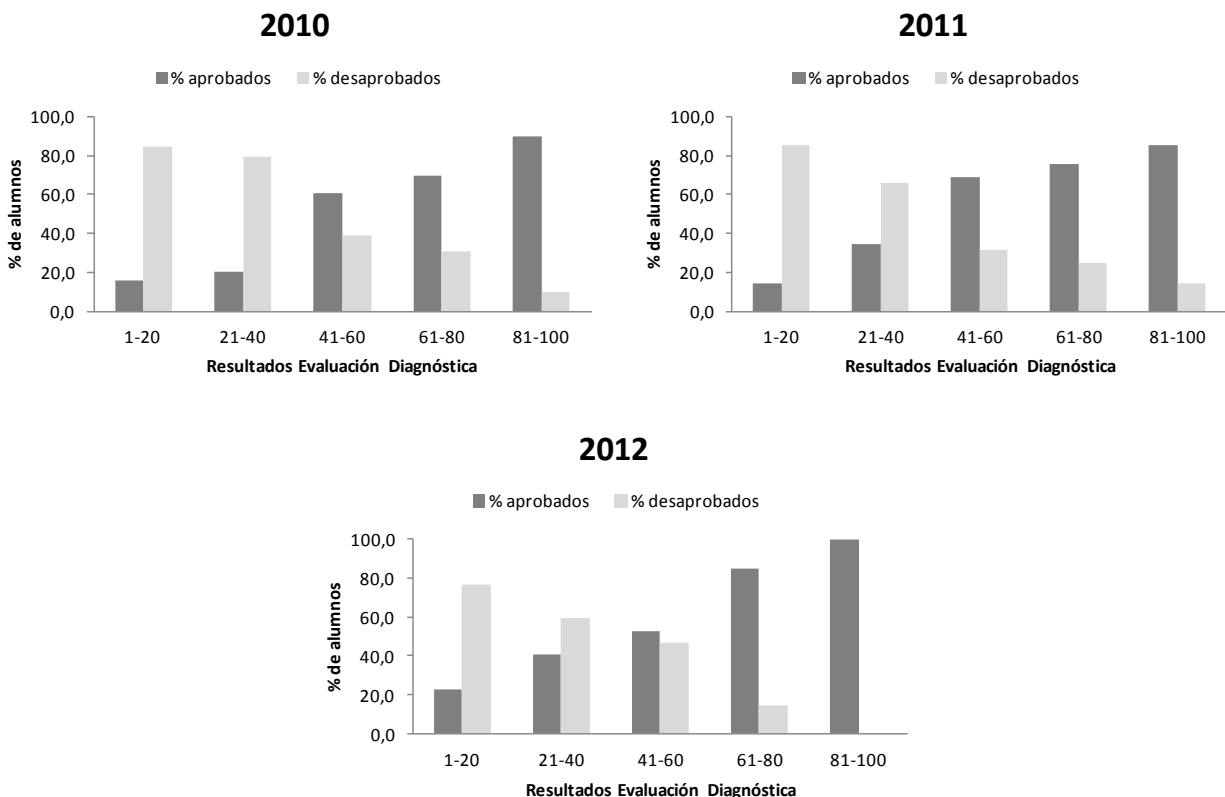 2010
% aprobados % desaprobados
100,0
80,0
60,0
40,0
20,0
0,0
% de alumnos
1-20 21-40 41-60 61-80 81-100
Resultados Evaluación Diagnóstica
2011
% aprobados % desaprobados
100,0
80,0
60,0
40,0
20,0
0,0
% de alumnos
1-20 21-40 41-60 61-80 81-100
Resultados Evaluación Diagnóstica
2012
% aprobados % desaprobados
100,0
80,0
60,0
40,0
20,0
0,0
% de alumnos
1-20 21-40 41-60 61-80 81-100
Resultados Evaluación Diagnóstica